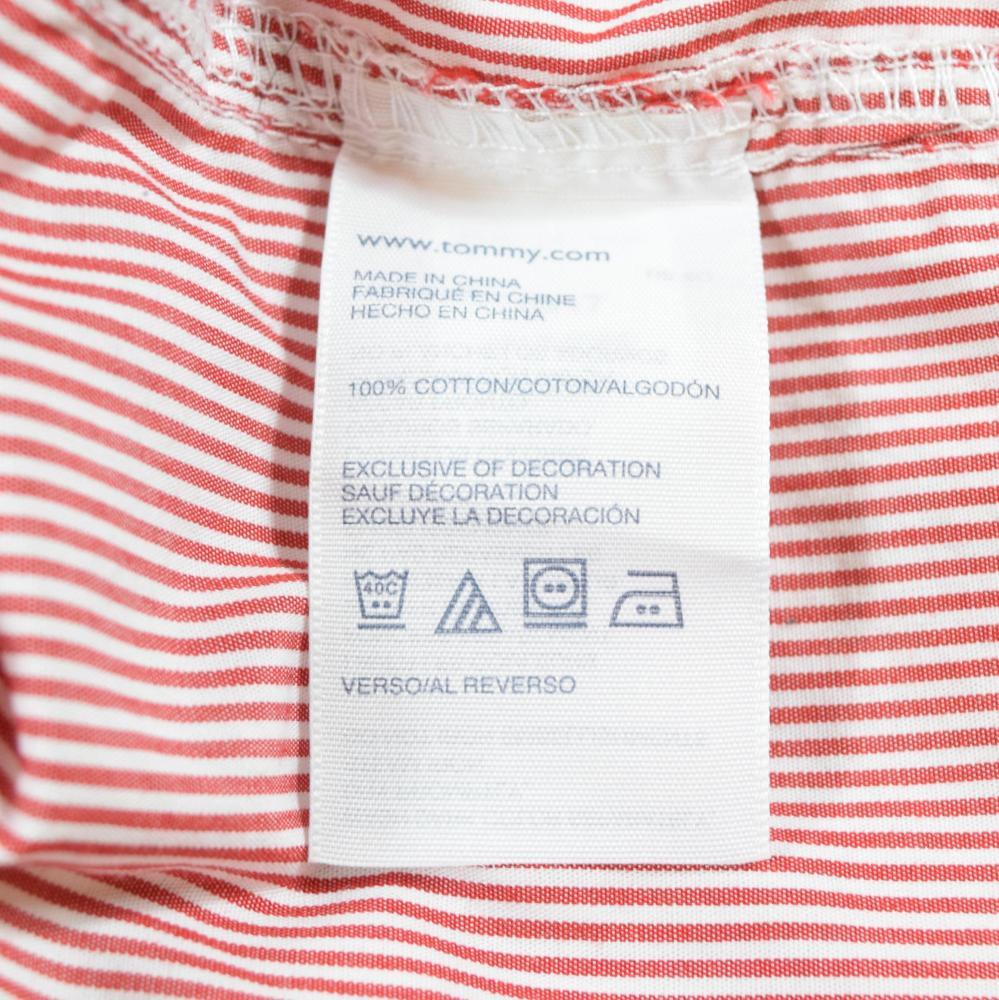 www.tommy.com
MADE IN CHINA
FABRIQUÉ EN CHINE
HECHO EN CHINA
100% COTTON/COTON/ALGODÓN
EXCLUSIVE OF DECORATION
SAUF DÉCORATION
EXCLUYE LA DECORACIÓN
40C
VERSO/AL REVERSO